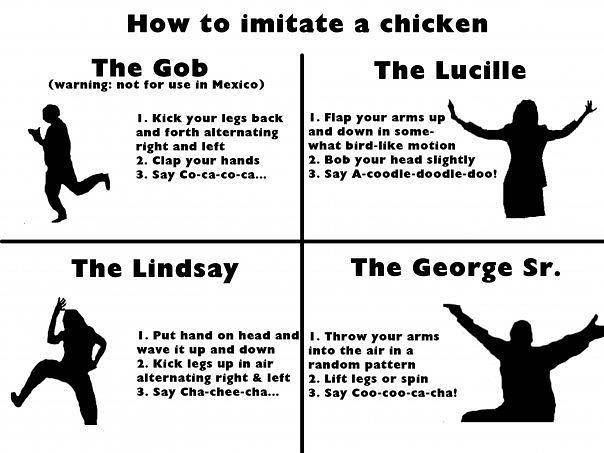 How to imitate a chicken
The Gob
(warning: not for use in Mexico)
1. Kick your legs back
and forth alternating
right and left
2. Clap your hands
3. Say Co-ca-co-ca...
The Lucille
1. Flap your arms up
and down in some-
what bird-like motion
2. Bob your head slightly
3. Say A-coodle-doodle-doo!
The Lindsay
1. Put hand on head and
wave it up and down
2. Kick legs up in air
alternating right & left
3. Say Cha-chee-cha...
The George Sr.
1. Throw your arms
into the air in a
random pattern
2. Lift legs or spin
3. Say Coo-coo-ca-cha!